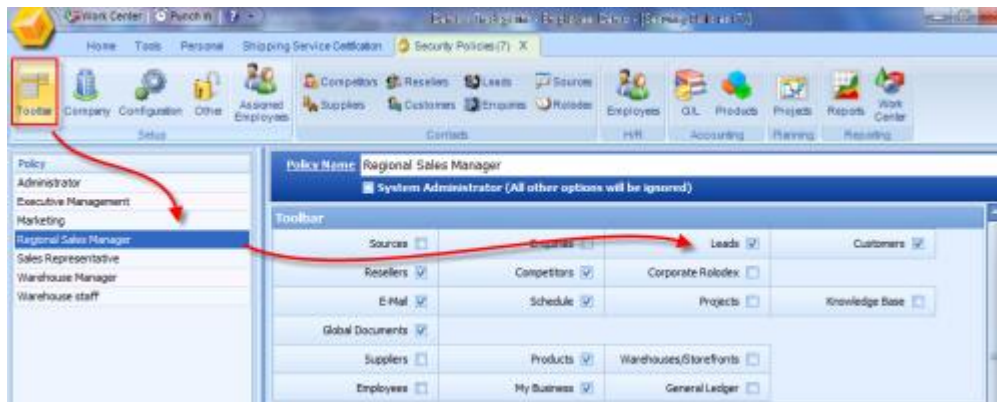 Work Center Punch in
Home Tools Personal Shipping Service Certification Security Policies (7) X
Toolbar Company Configuration Other Assigned Employees
Competitors Resellers Leads Sources
Suppliers Customers Enquiries Rolodex
Employees G/L Products Projects Reports Work Center
Setup Contacts H/R Accounting Planning Reporting
Policy
Administrator
Executive Management
Marketing
Regional Sales Manager
Sales Representative
Warehouse Manager
Warehouse staff
Policy Name Regional Sales Manager
System Administrator (All other options will be ignored)
Toolbar
Sources Enquiries Leads Customers
Resellers Competitors Corporate Rolodex
E-Mail Schedule Projects Knowledge Base
Global Documents
Suppliers Products Warehouses/Storefronts
Employees My Business General Ledger